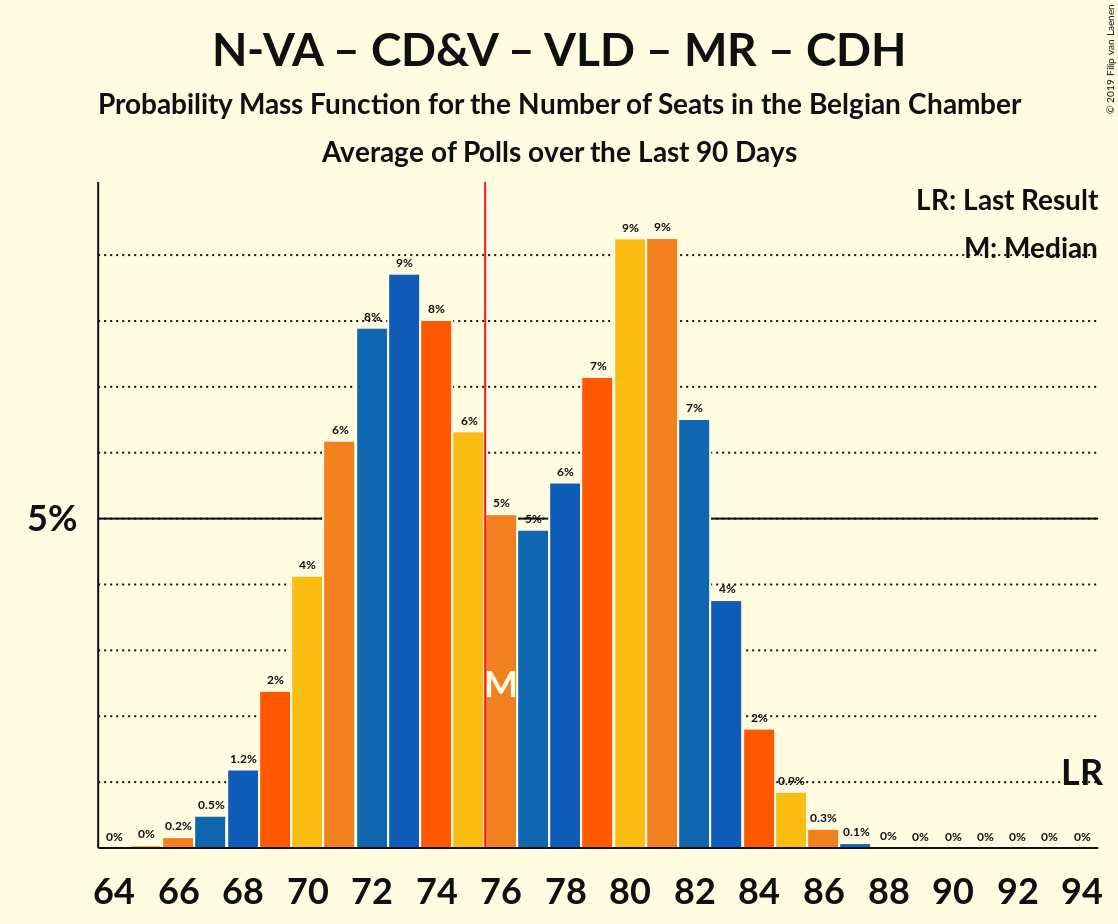 N-VA – CD&V – VLD – MR – CDH
Probability Mass Function for the Number of Seats in the Belgian Chamber
Average of Polls over the Last 90 Days
© 2019 Filip van Laenen
LR: Last Result
M: Median
5%
0% 0% 0.2% 0.5% 1.2% 2% 4% 6% 8% 9% 8% 6% 5% 5% 6% 7% 9% 9% 7% 4% 2% 0.9% 0.3% 0.1% 0% 0% 0% 0% 0% 0% 0%
M
LR
64 66 68 70 72 74 76 78 80 82 84 86 88 90 92 94